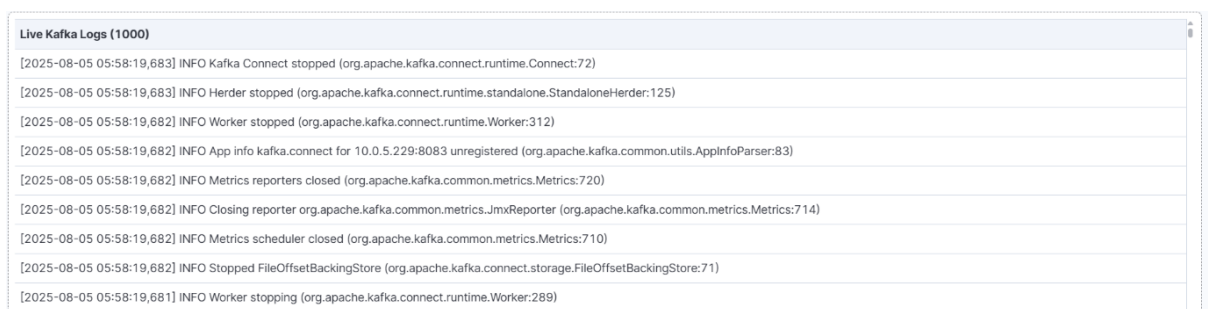 Live Kafka Logs (1000)
[2025-08-05 05:58:19,683] INFO Kafka Connect stopped (org.apache.kafka.connect.runtime.Connect:72)
[2025-08-05 05:58:19,683] INFO Herder stopped (org.apache.kafka.connect.runtime.standalone.StandaloneHerder:125)
[2025-08-05 05:58:19,682] INFO Worker stopped (org.apache.kafka.connect.runtime.Worker:312)
[2025-08-05 05:58:19,682] INFO App info kafka.connect for 10.0.5.229:8083 unregistered (org.apache.kafka.common.utils.AppInfoParser:83)
[2025-08-05 05:58:19,682] INFO Metrics reporters closed (org.apache.kafka.common.metrics.Metrics:720)
[2025-08-05 05:58:19,682] INFO Closing reporter org.apache.kafka.common.metrics.JmxReporter (org.apache.kafka.common.metrics.Metrics:714)
[2025-08-05 05:58:19,682] INFO Metrics scheduler closed (org.apache.kafka.common.metrics.Metrics:710)
[2025-08-05 05:58:19,682] INFO Stopped FileOffsetBackingStore (org.apache.kafka.connect.storage.FileOffsetBackingStore:71)
[2025-08-05 05:58:19,681] INFO Worker stopping (org.apache.kafka.connect.runtime.Worker:289)